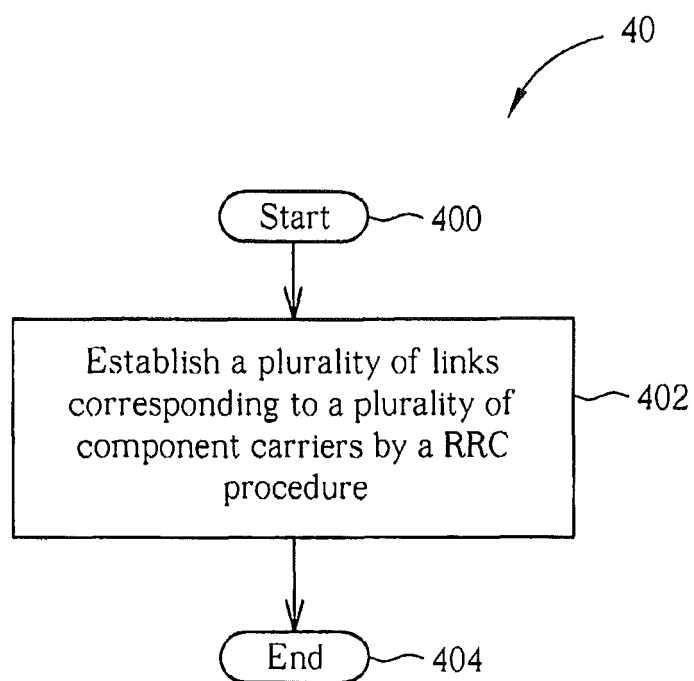 40
Start
400
Establish a plurality of links
corresponding to a plurality of
component carriers by a RRC
procedure
402
End
404